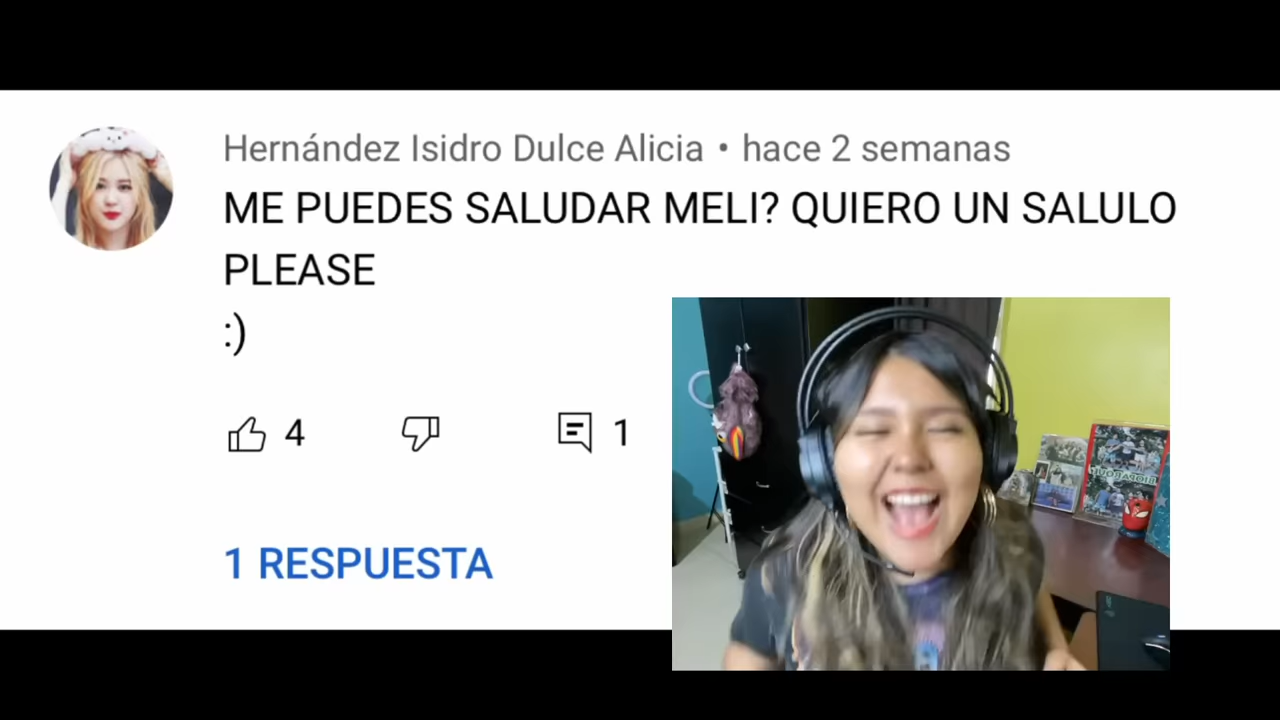 Hernández Isidro Dulce Alicia • hace 2 semanas
ME PUEDES SALUDAR MELI? QUIERO UN SALULO
PLEASE
:)
4
1
1 RESPUESTA